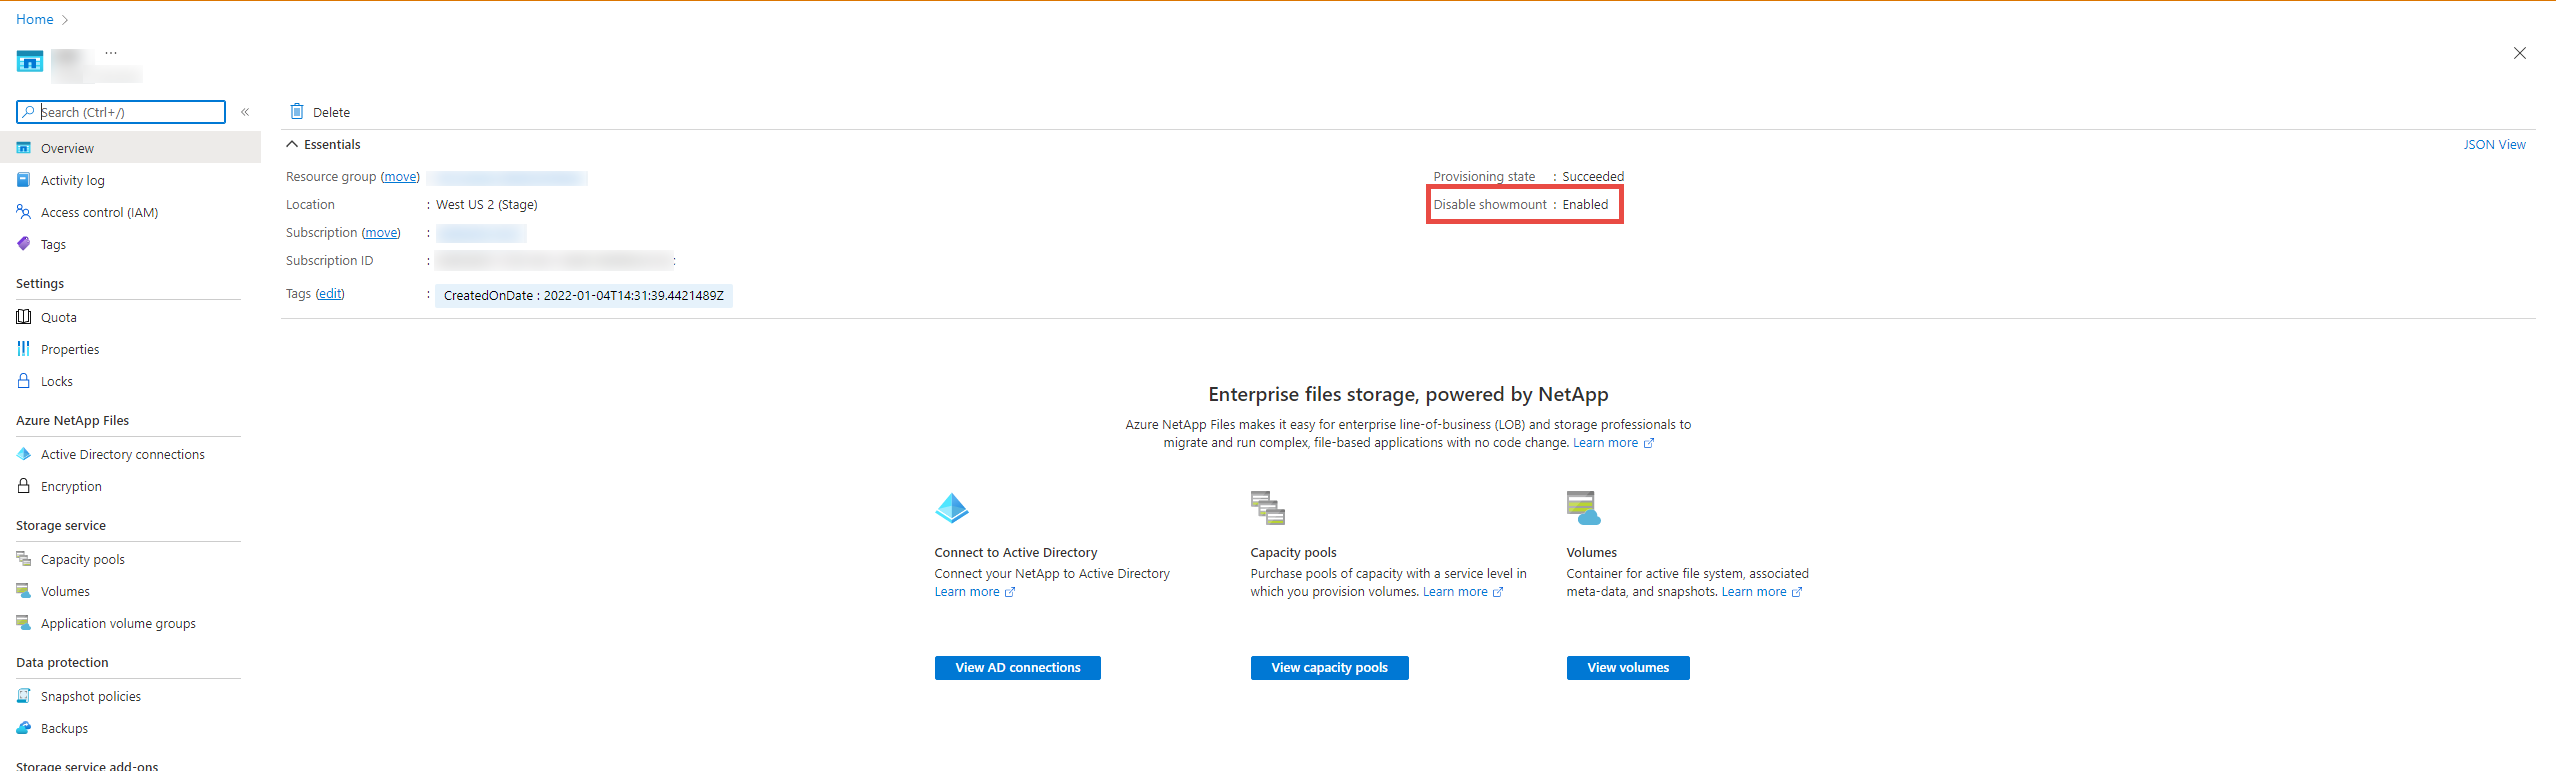 Home
...
Search (Ctrl+/)
Delete
Overview
Activity log
Access control (IAM)
Tags
Settings
Quota
Properties
Locks
Azure NetApp Files
Active Directory connections
Encryption
Storage service
Capacity pools
Volumes
Application volume groups
Data protection
Snapshot policies
Backups
Storage service add-ons
Essentials
JSON View
Resource group (move)
Location : West US 2 (Stage)
Subscription (move) :
Subscription ID :
Tags (edit) : CreatedOnDate : 2022-01-04T14:31:39.4421489Z
Provisioning state : Succeeded
Disable showmount : Enabled
Enterprise files storage, powered by NetApp
Azure NetApp Files makes it easy for enterprise line-of-business (LOB) and storage professionals to
migrate and run complex, file-based applications with no code change. Learn more
Connect to Active Directory
Connect your NetApp to Active Directory
Learn more
View AD connections
Capacity pools
Purchase pools of capacity with a service level in
which you provision volumes. Learn more
View capacity pools
Volumes
Container for active file system, associated
meta-data, and snapshots. Learn more
View volumes